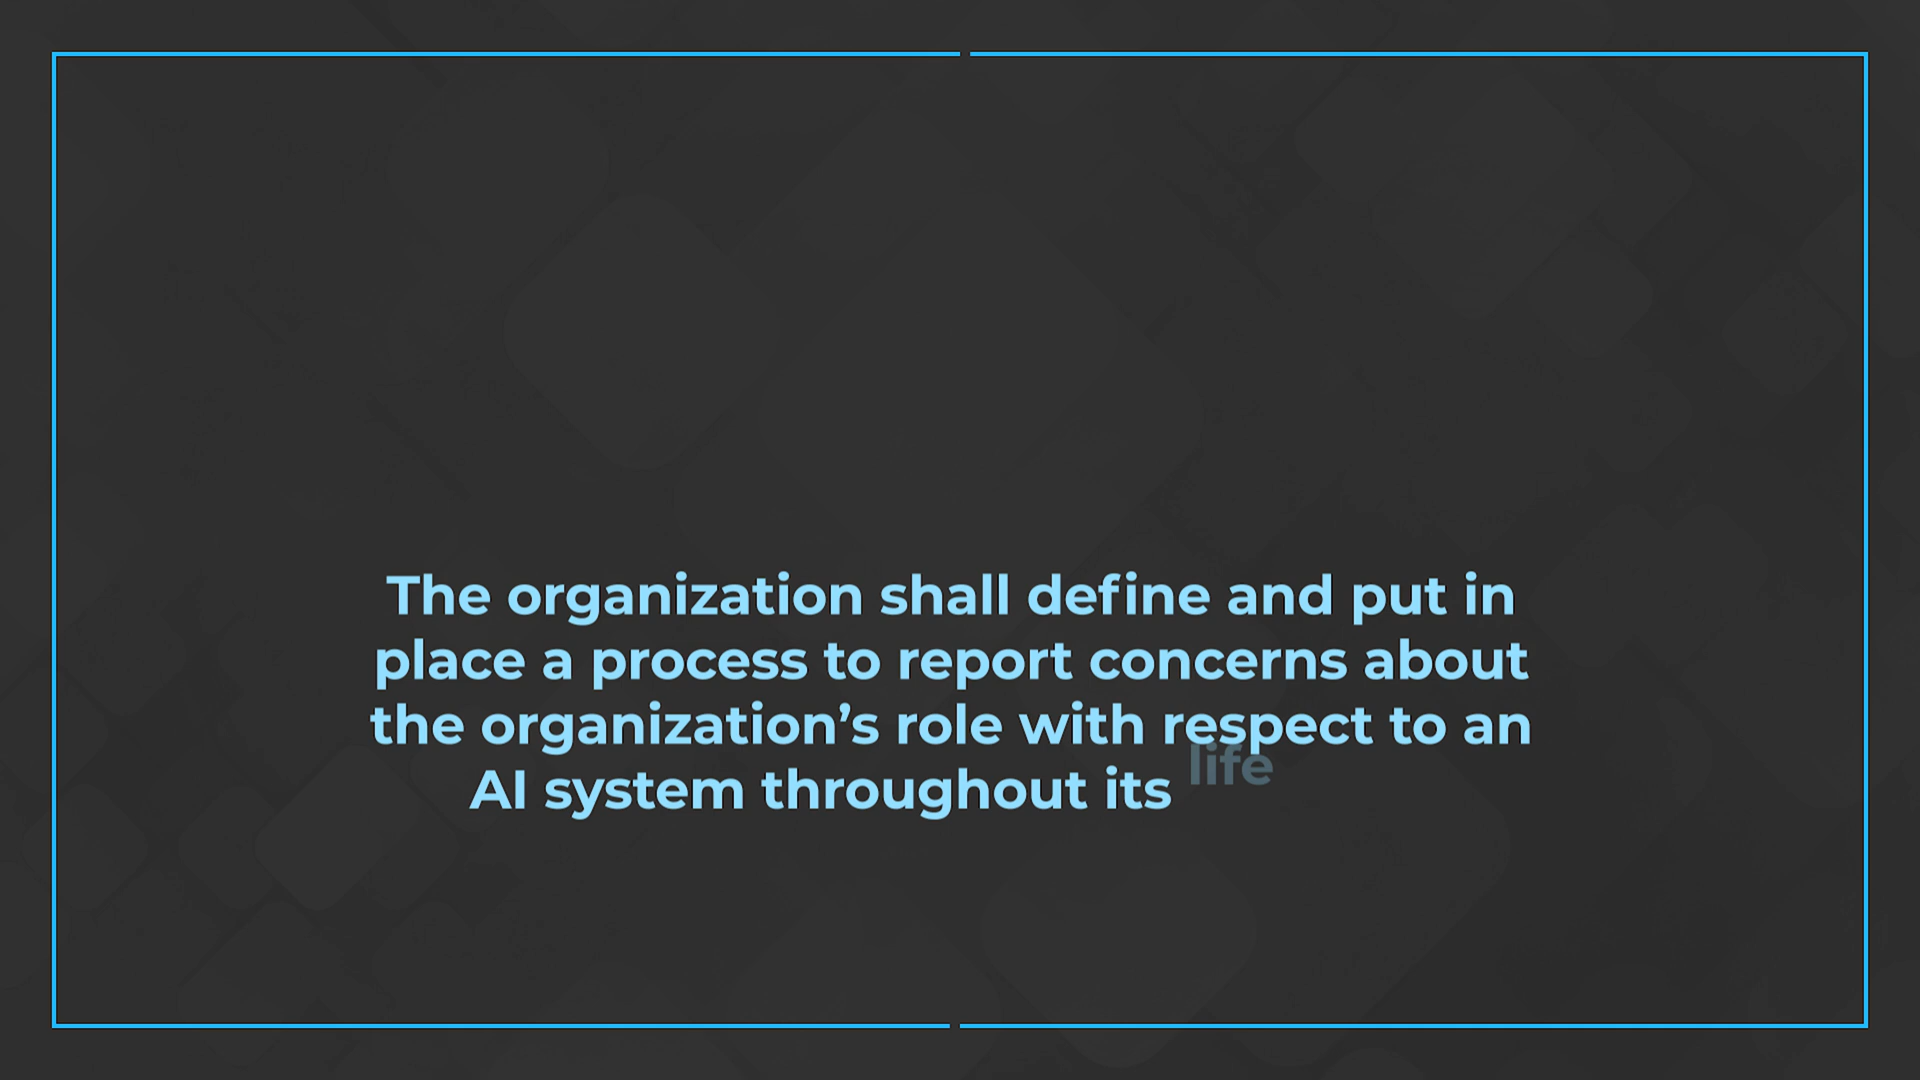 The organization shall define and put in
place a process to report concerns about
the organization’s role with respect to an
AI system throughout its life